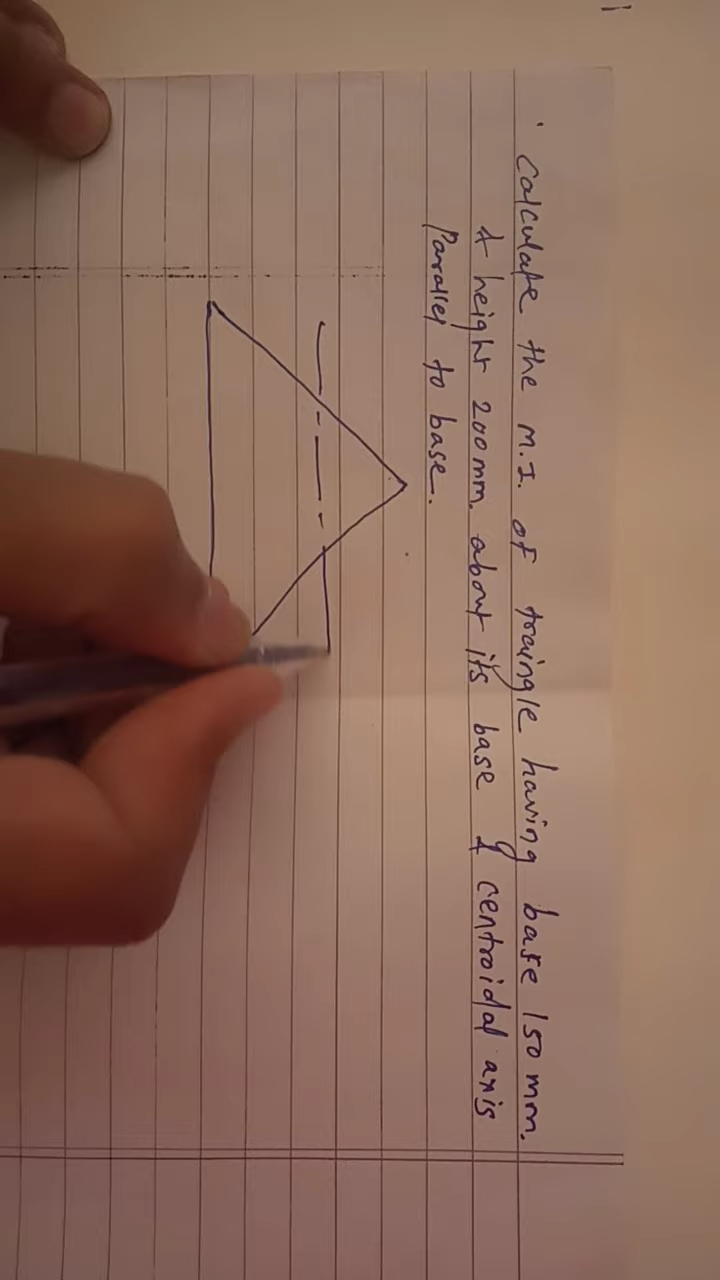 . Calculate the M.I. of traingle having base 150 mm.
& height 200mm. about its base & centroidal axis
Parallel to base.